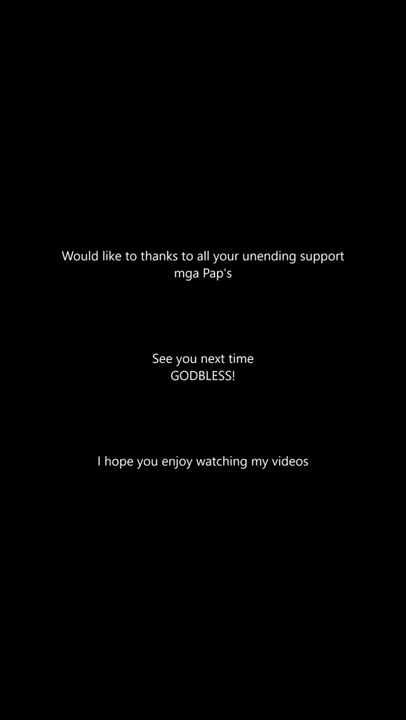 Would like to thanks to all your unending support
mga Pap's
See you next time
GODBLESS!
I hope you enjoy watching my videos